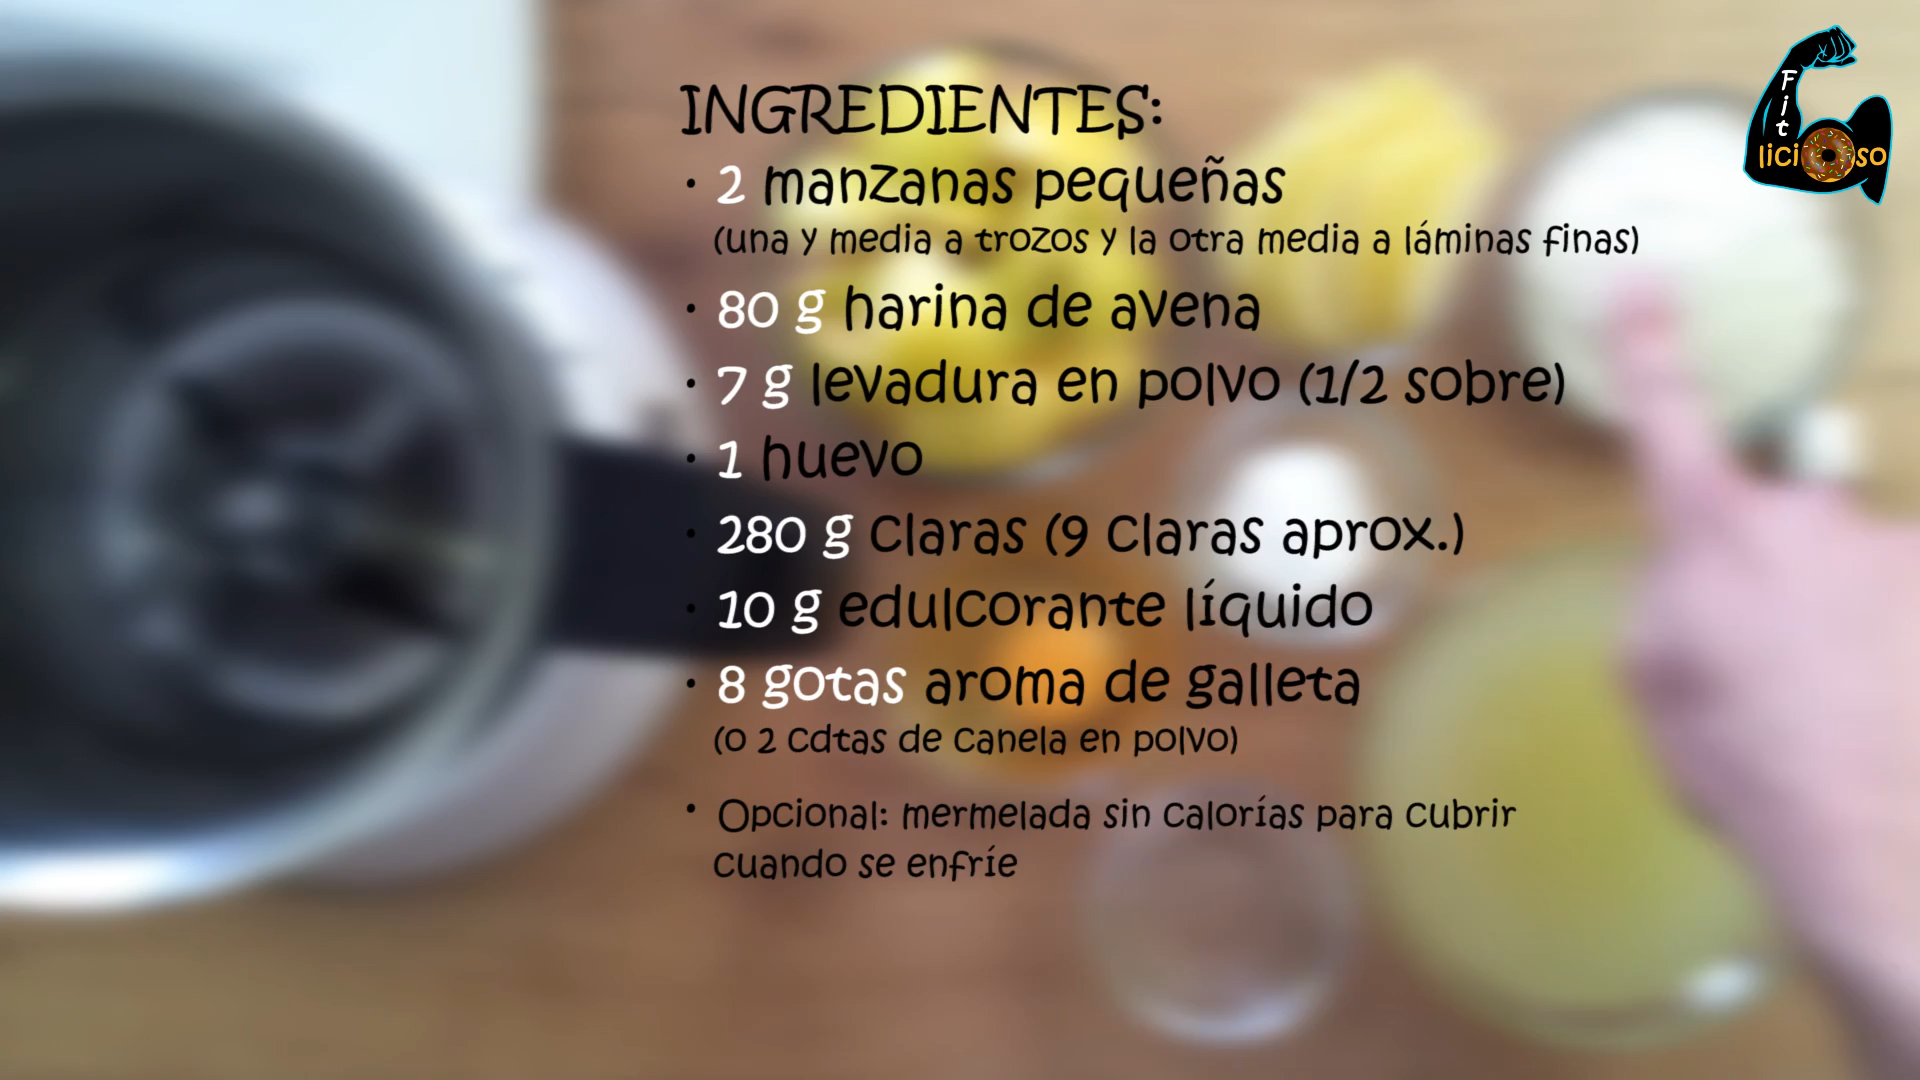 INGREDIENTES:
• 2 manzanas pequeñas
(una y media a trozos y la otra media a láminas finas)
• 80 g harina de avena
• 7 g levadura en polvo (1/2 sobre)
• 1 huevo
• 280 g claras (9 claras aprox.)
• 10 g edulcorante líquido
• 8 gotas aroma de galleta
(o 2 cdtas de canela en polvo)
• Opcional: mermelada sin calorías para cubrir
cuando se enfríe
Fit
licioso